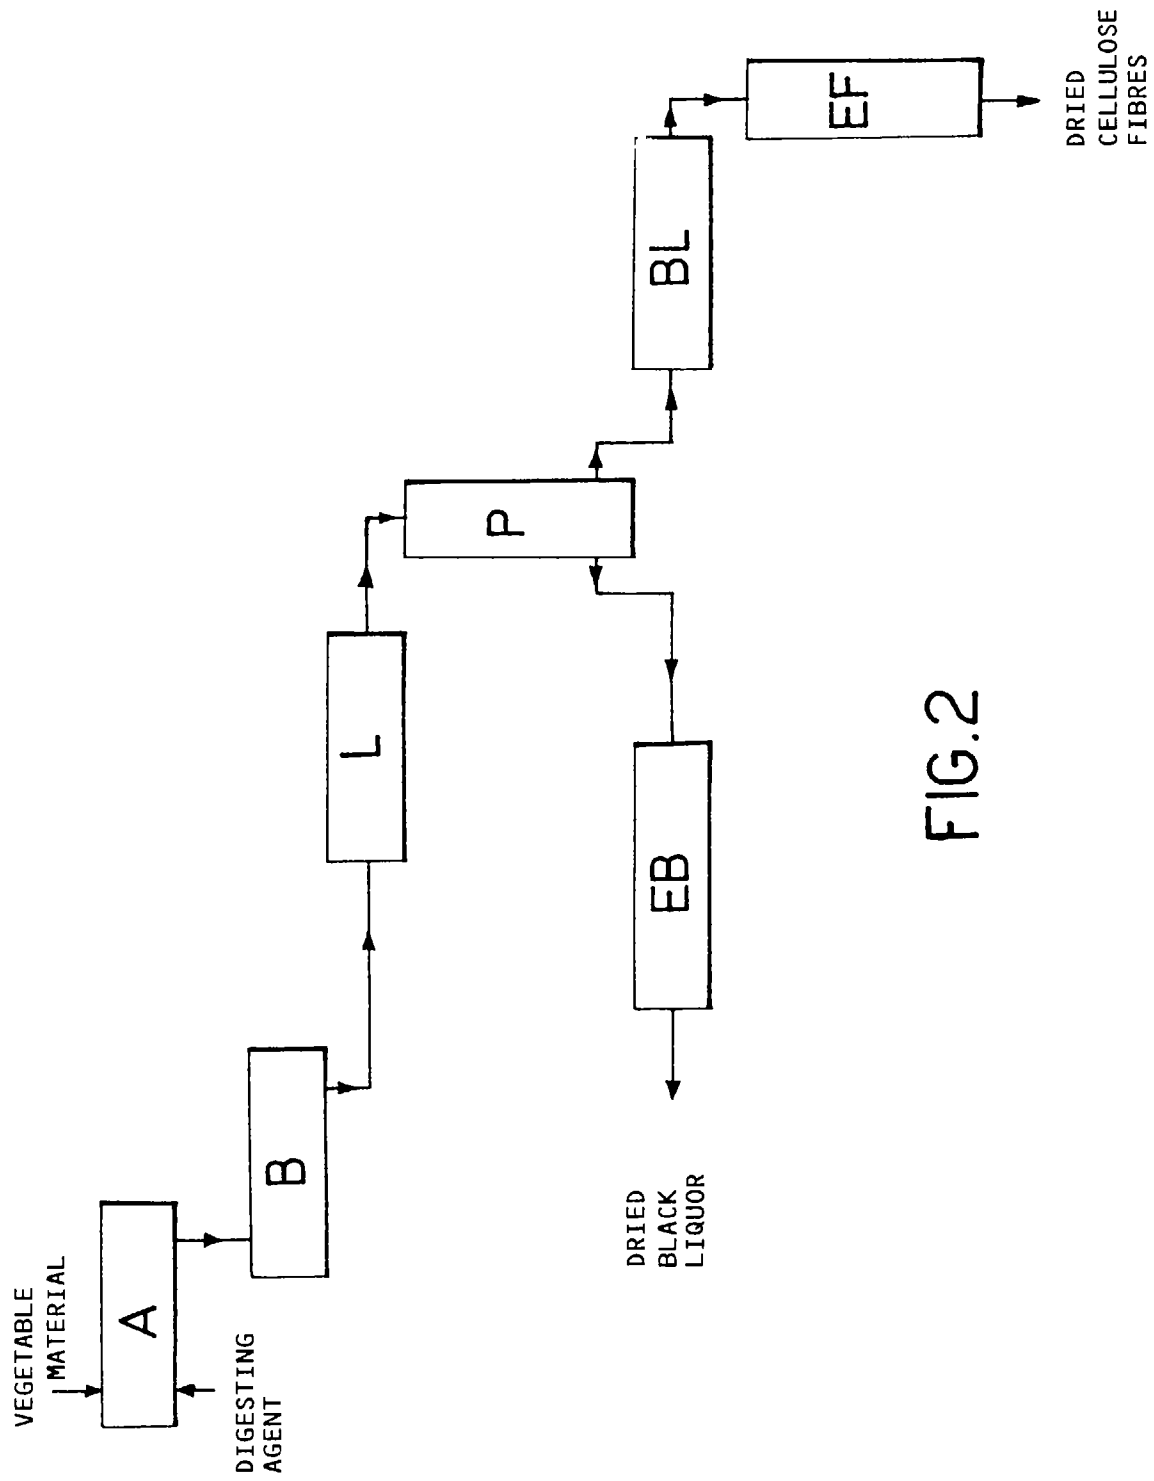 VEGETABLE
MATERIAL
A
DIGESTING
AGENT
B
L
P
BL
EF
DRIED
CELLULOSE
FIBRES
EB
DRIED
BLACK
LIQUOR
FIG.2